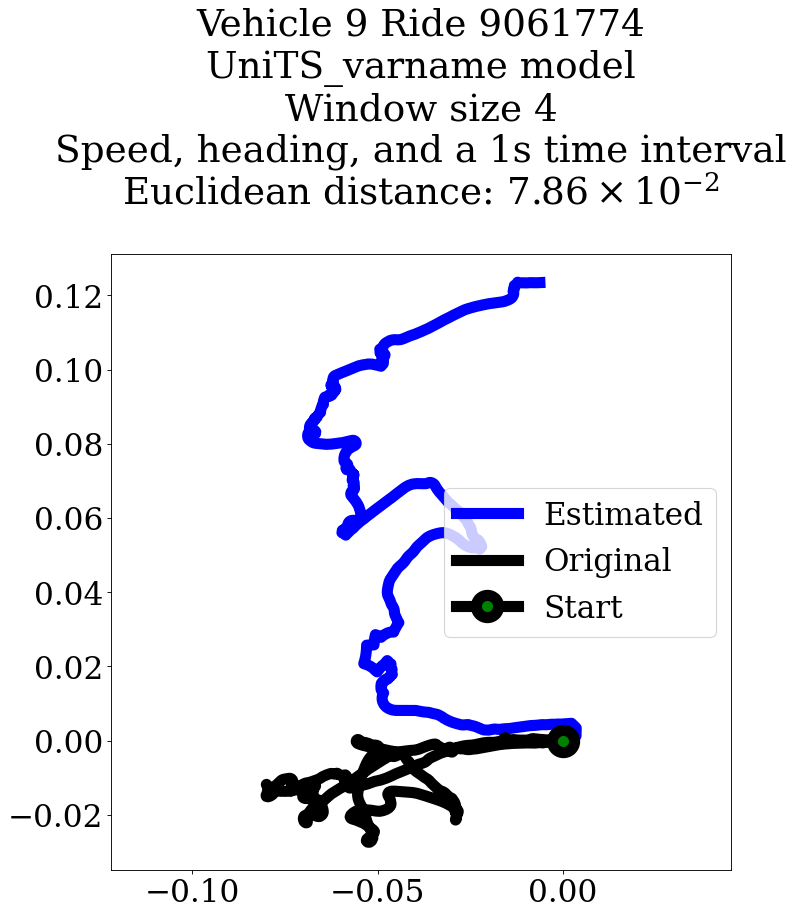 Vehicle 9 Ride 9061774
UniTS_varname model
Window size 4
Speed, heading, and a 1s time interval
Euclidean distance: 7.86 × 10⁻²
0.12
0.10
0.08
0.06
0.04
0.02
0.00
−0.02
Estimated
Original
Start
−0.10
−0.05
0.00